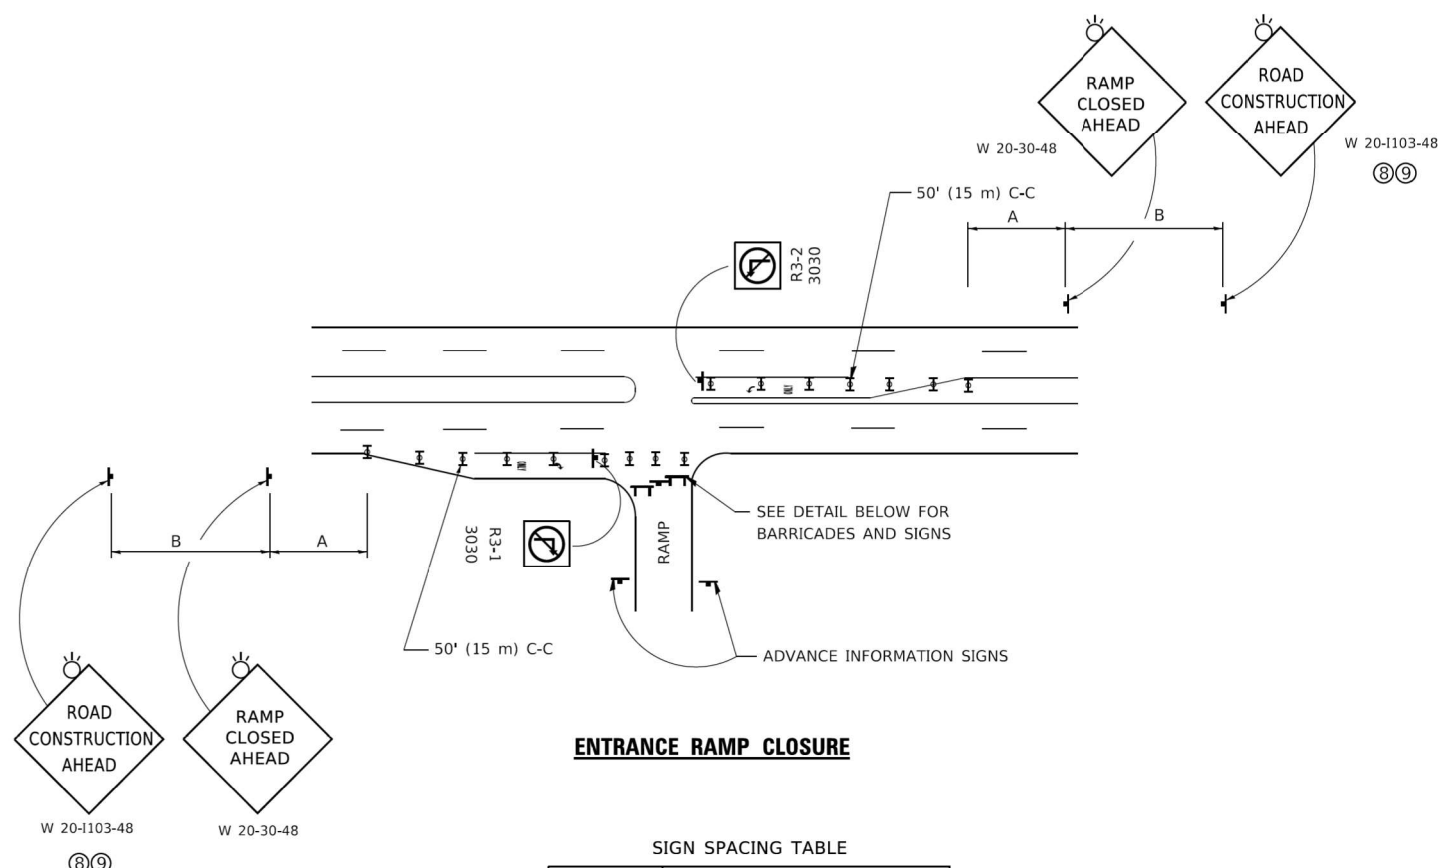 RAMP
CLOSED
AHEAD
W 20-30-48
ROAD
CONSTRUCTION
AHEAD
W 20-I103-48
⑧⑨
50' (15 m) C-C
A
B
R3-2
3030
SEE DETAIL BELOW FOR
BARRICADES AND SIGNS
RAMP
R3-1
3030
B
A
50' (15 m) C-C
ADVANCE INFORMATION SIGNS
ROAD
CONSTRUCTION
AHEAD
W 20-I103-48
⑧⑨
RAMP
CLOSED
AHEAD
W 20-30-48
ENTRANCE RAMP CLOSURE
SIGN SPACING TABLE